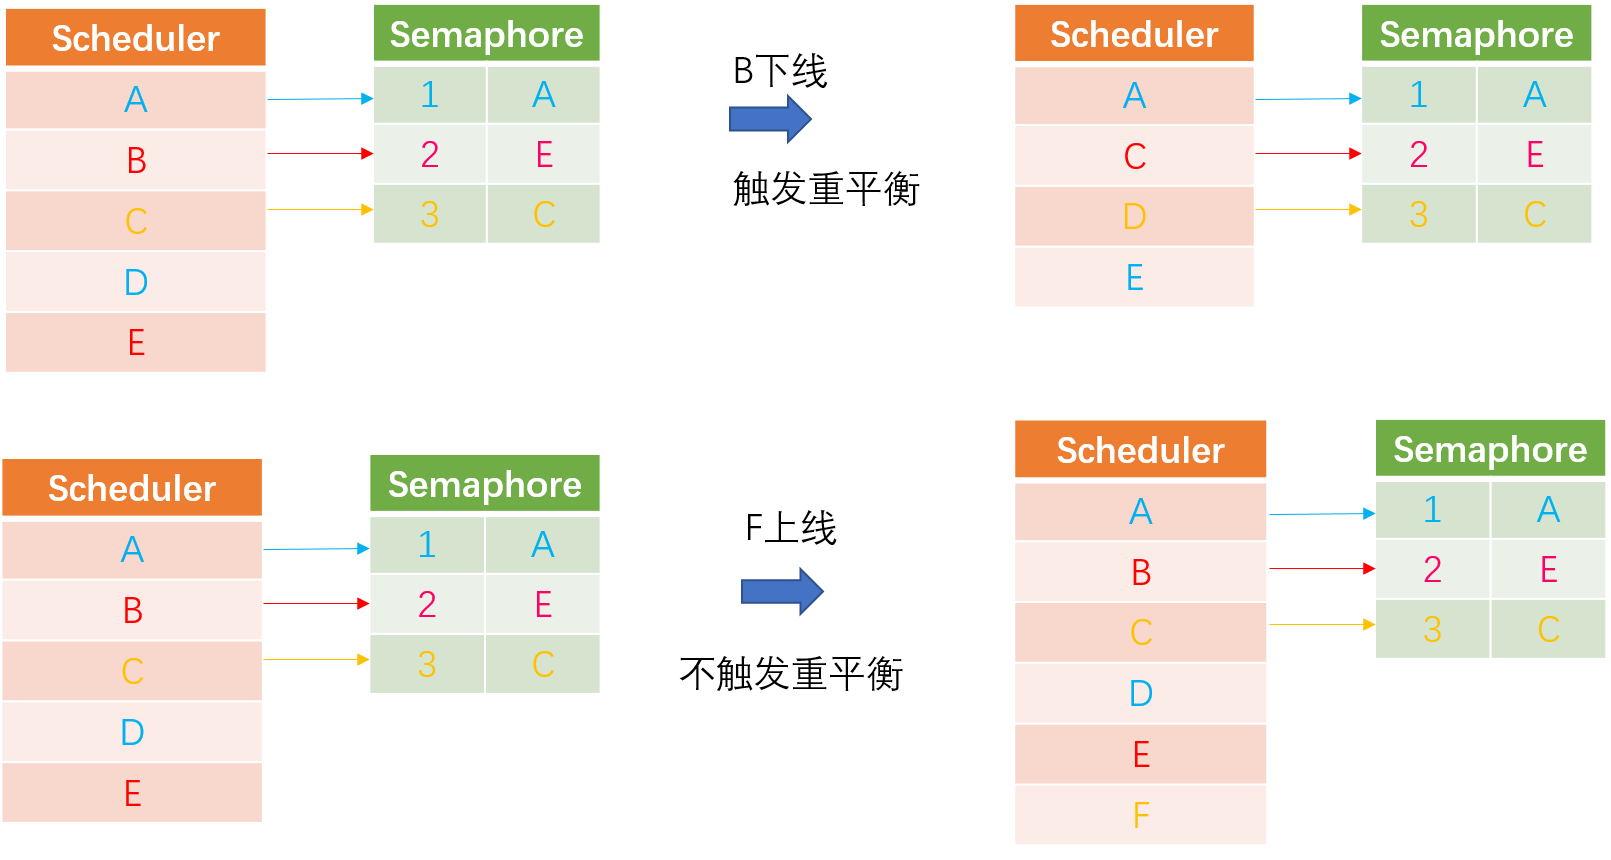 Scheduler
A
B
C
D
E
Semaphore
1 A
2 E
3 C
B下线
触发重平衡
Scheduler
A
C
D
E
Semaphore
1 A
2 E
3 C
Scheduler
A
B
C
D
E
Semaphore
1 A
2 E
3 C
F上线
不触发重平衡
Scheduler
A
B
C
D
E
F
Semaphore
1 A
2 E
3 C